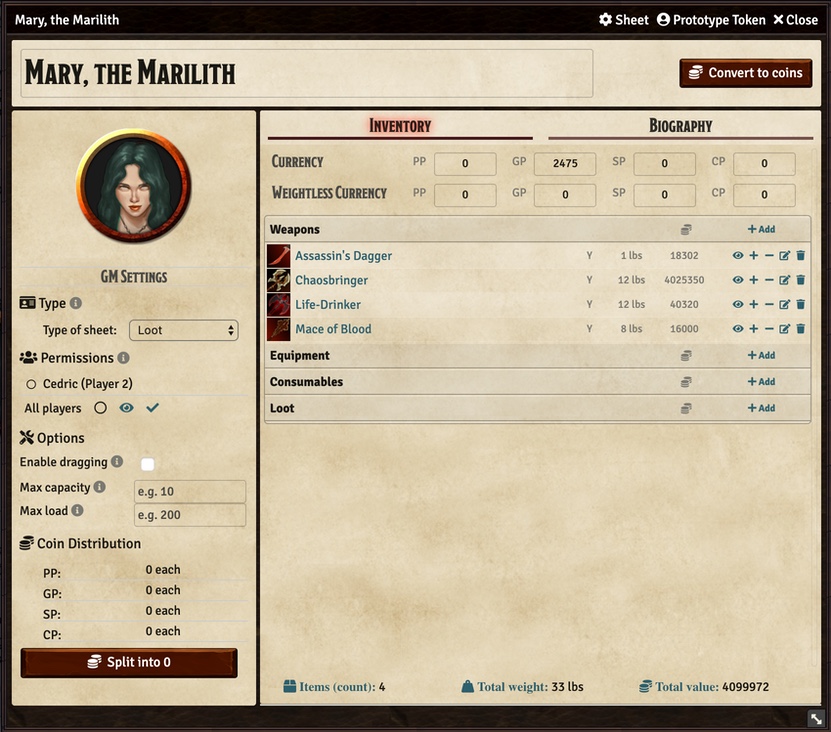 Mary, the Marilith Sheet Prototype Token Close
Mary, the Marilith
Convert to coins
GM Settings
Type
Type of sheet: Loot
Permissions
Cedric (Player 2)
All players
Options
Enable dragging
Max capacity e.g. 10
Max load e.g. 200
Coin Distribution
PP: 0 each
GP: 0 each
SP: 0 each
CP: 0 each
Split into 0
Inventory Biography
Currency PP 0 GP 2475 SP 0 CP 0
Weightless Currency PP 0 GP 0 SP 0 CP 0
Weapons + Add
Assassin's Dagger Y 1 lbs 18302
Chaosbringer Y 12 lbs 4025350
Life-Drinker Y 12 lbs 40320
Mace of Blood Y 8 lbs 16000
Equipment + Add
Consumables + Add
Loot + Add
Items (count): 4 Total weight: 33 lbs Total value: 4099972